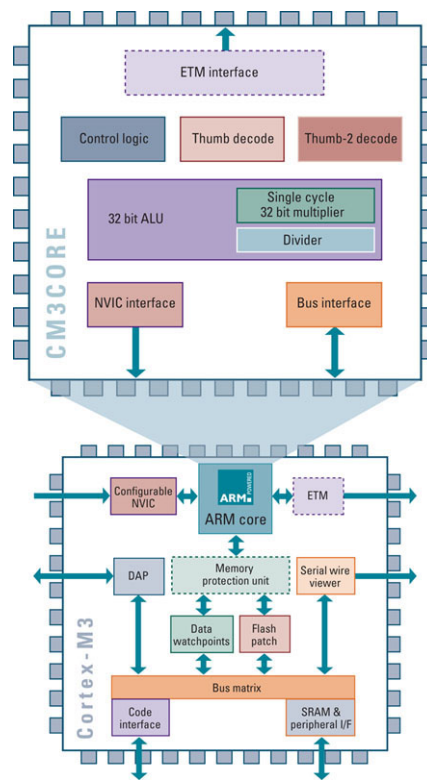 ETM interface
Control logic
Thumb decode
Thumb-2 decode
32 bit ALU
Single cycle
32 bit multiplier
Divider
NVIC interface
Bus interface
CM3CORE
Configurable
NVIC
ARM
POWERED
ARM core
ETM
DAP
Memory
protection unit
Serial wire
viewer
Data
watchpoints
Flash
patch
Bus matrix
Code
interface
SRAM &
peripheral I/F
Cortex-M3